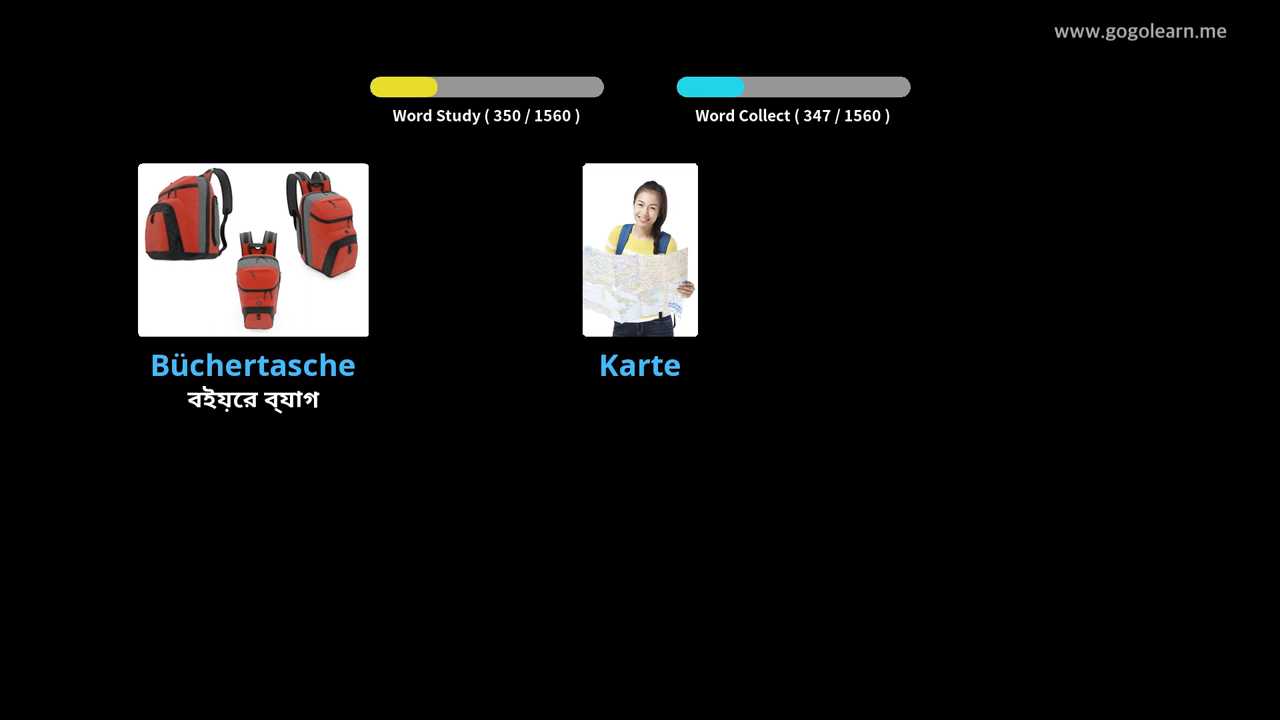 www.gogolearn.me
Word Study ( 350 / 1560 )
Word Collect ( 347 / 1560 )
Büchertasche
বইয়রে ব্যাগ
Karte